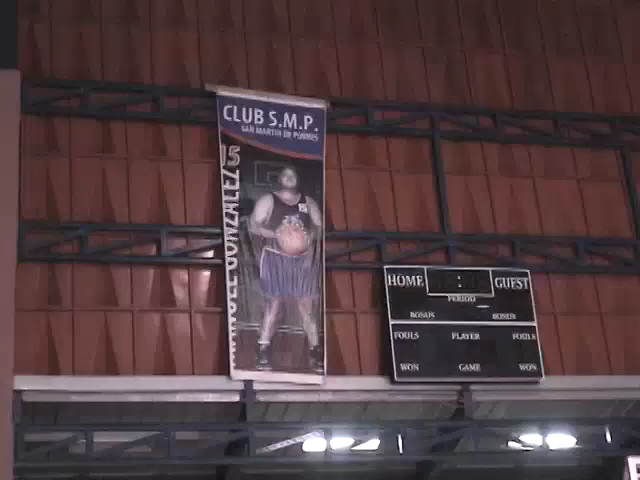 CLUB S.M.P.
SAN MARTIN DE PORRES
GONZALEZ 15
HOME GUEST
PERIOD
BONUS BONUS
FOULS PLAYER FOULS
WON GAME WON